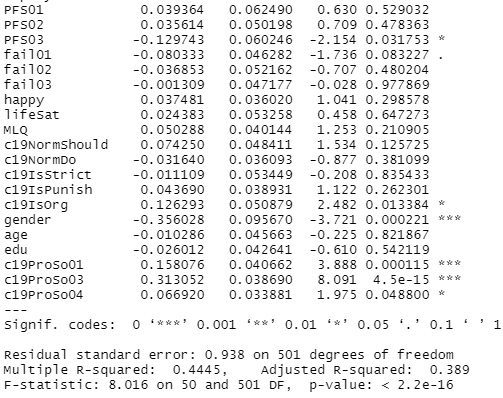 PFS01 0.039364 0.062490 0.630 0.529032
PFS02 0.035614 0.050198 0.709 0.478363
PFS03 -0.129743 0.060246 -2.154 0.031753 *
fail01 -0.080333 0.046282 -1.736 0.083227 .
fail02 -0.036853 0.052162 -0.707 0.480204
fail03 -0.001309 0.047177 -0.028 0.977869
happy 0.037481 0.036020 1.041 0.298578
lifeSat 0.024383 0.053258 0.458 0.647273
MLQ 0.050288 0.040144 1.253 0.210905
c19NormShould 0.074250 0.048411 1.534 0.125725
c19NormDo -0.031640 0.036093 -0.877 0.381099
c19IsStrict -0.011109 0.053449 -0.208 0.835433
c19IsPunish 0.043690 0.038931 1.122 0.262301
c19IsOrg 0.126293 0.050879 2.482 0.013384 *
gender -0.356028 0.095670 -3.721 0.000221 ***
age -0.010286 0.045663 -0.225 0.821867
edu -0.026012 0.042641 -0.610 0.542119
c19ProSo01 0.158076 0.040662 3.888 0.000115 ***
c19ProSo03 0.313052 0.038690 8.091 4.5e-15 ***
c19ProSo04 0.066920 0.033881 1.975 0.048800 *
---
Signif. codes: 0 ‘***’ 0.001 ‘**’ 0.01 ‘*’ 0.05 ‘.’ 0.1 ‘ ’ 1
Residual standard error: 0.938 on 501 degrees of freedom
Multiple R-squared: 0.4445, Adjusted R-squared: 0.389
F-statistic: 8.016 on 50 and 501 DF, p-value: < 2.2e-16